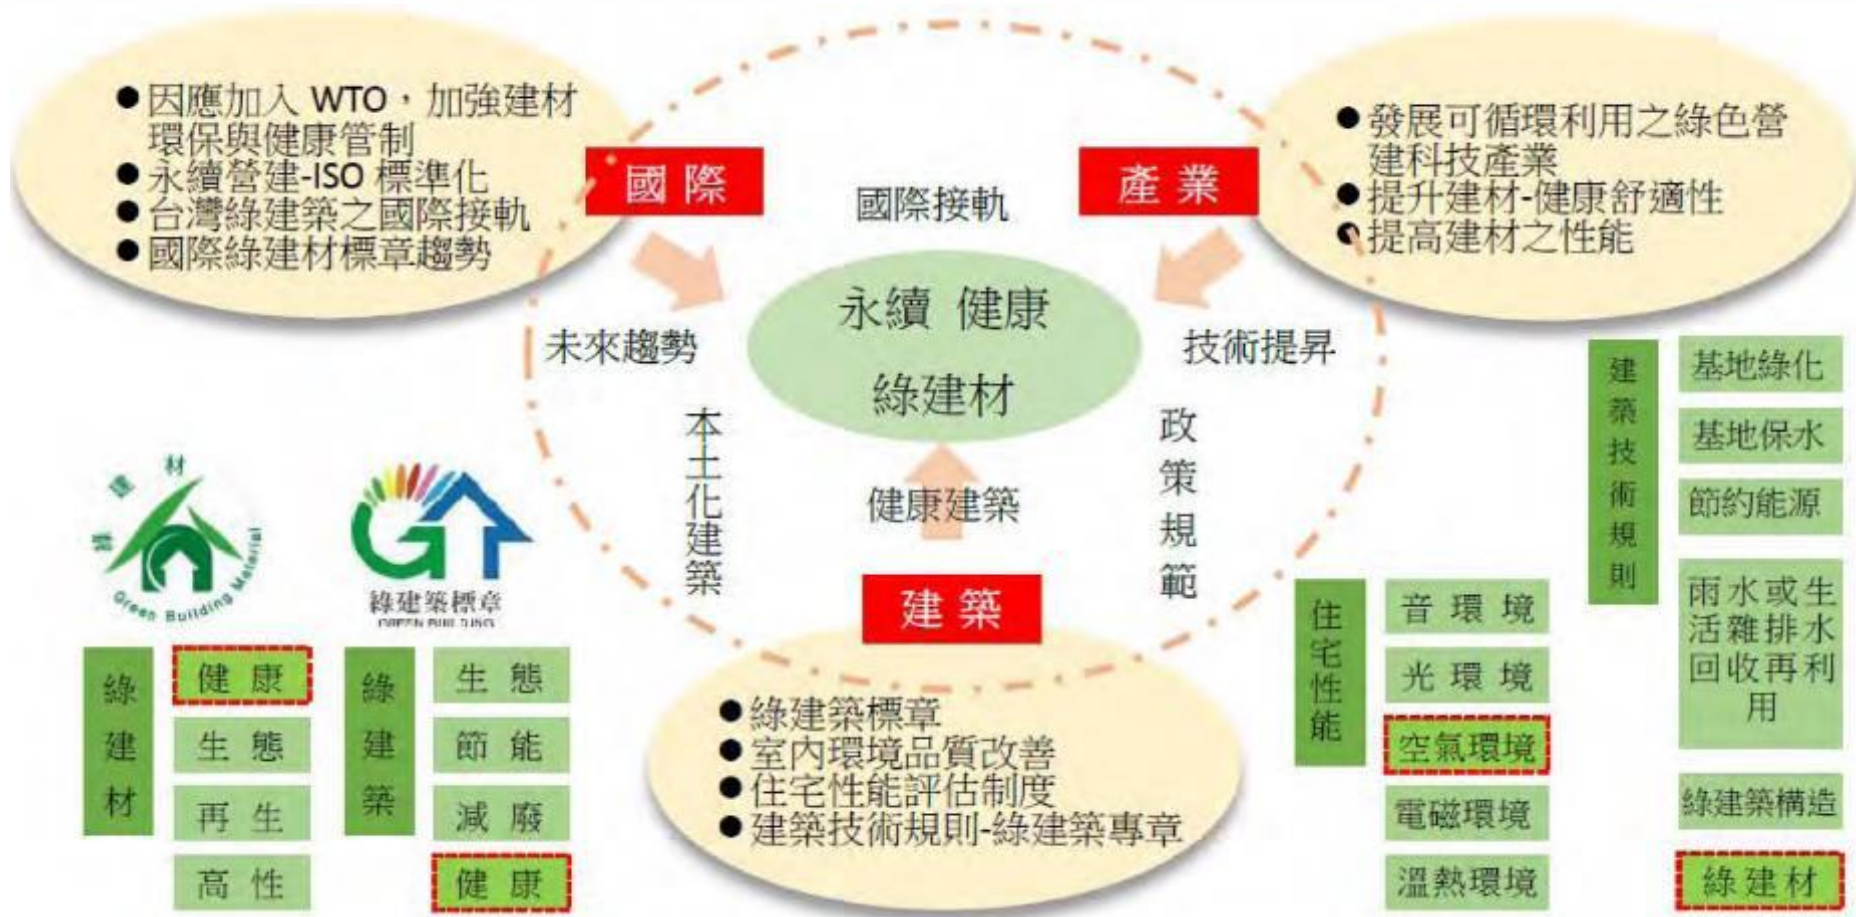 ●因應加入 WTO，加強建材
環保與健康管制
●永續營建-ISO 標準化
●台灣綠建築之國際接軌
●國際綠建材標章趨勢
國際
國際接軌
產業
●發展可循環利用之綠色營
建科技產業
●提升建材-健康舒適性
●提高建材之性能
永續 健康
綠建材
未來趨勢
技術提昇
本土化建築
政策規範
健康建築
建築
●綠建築標章
●室內環境品質改善
●住宅性能評估制度
●建築技術規則-綠建築專章
綠建材
Green Building Material
綠建築標章
GREEN BUILDING
綠建材
健康
生態
再生
高性
綠建築
生態
節能
減廢
健康
住宅性能
音環境
光環境
空氣環境
電磁環境
溫熱環境
建築技術規則
基地綠化
基地保水
節約能源
雨水或生
活雜排水
回收再利
用
綠建築構造
綠建材